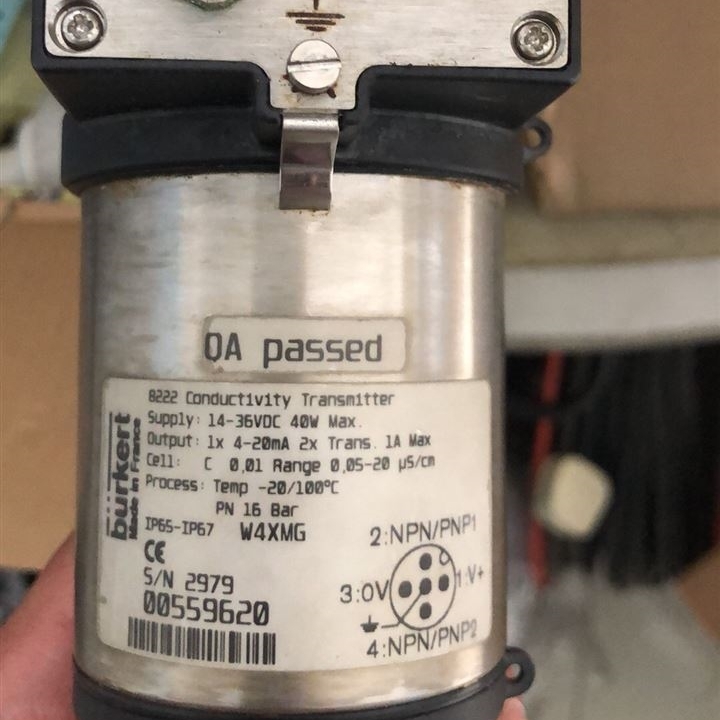 QA passed
8222 Conductivity Transmitter
Supply: 14-36VDC 40W Max.
Output: 1x 4-20mA 2x Trans. 1A Max
Cell: C 0,01 Range 0,05-20 µS/cm
Process: Temp -20/100°C
PN 16 Bar
IP65-IP67 W4XMG
CE
S/N 2979
00559620
burkert
Made in France
2:NPN/PNP1
3:0V
1:V+
4:NPN/PNP2